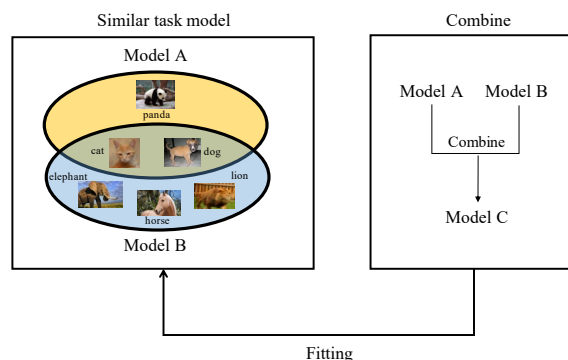 Similar task model
Model A
panda
cat
dog
elephant
lion
horse
Model B
Combine
Model A Model B
Combine
Model C
Fitting